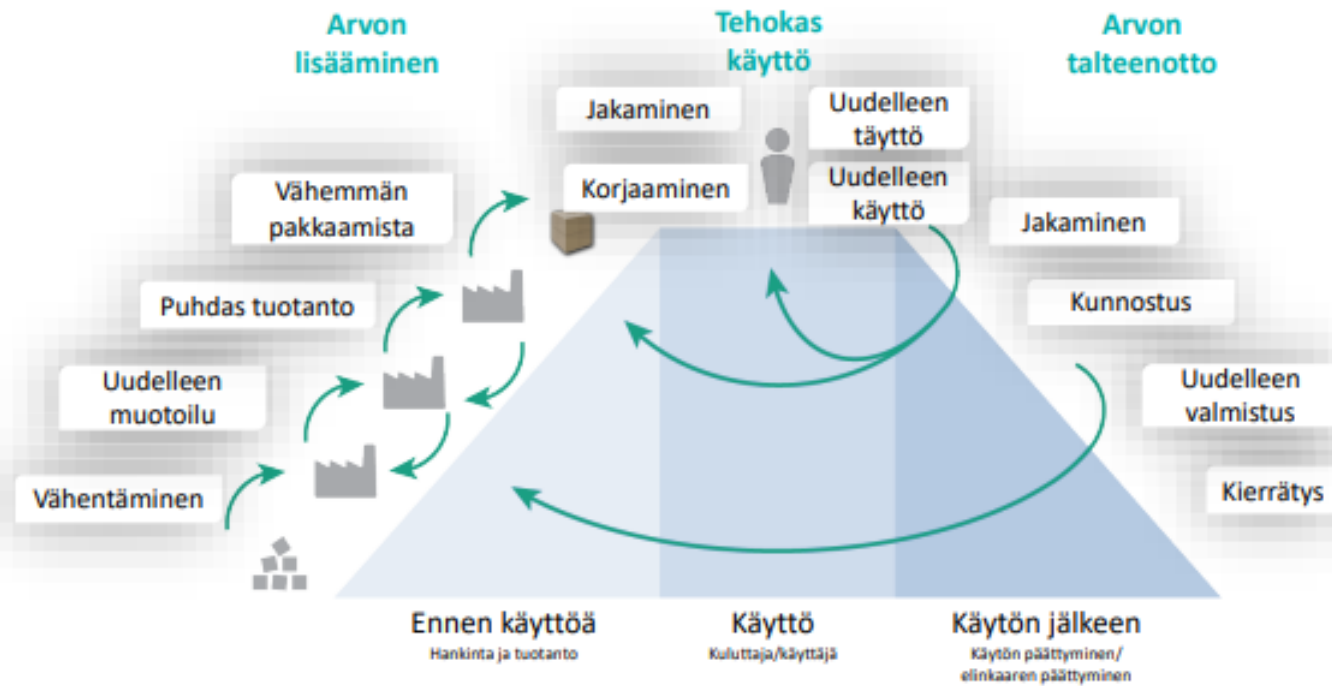 Arvon
lisääminen
Tehokas
käyttö
Arvon
talteenotto
Jakaminen
Uudelleen
täyttö
Korjaaminen
Uudelleen
käyttö
Vähemmän
pakkaamista
Jakaminen
Puhdas tuotanto
Kunnostus
Uudelleen
muotoilu
Uudelleen
valmistus
Vähentäminen
Kierrätys
Ennen käyttöä
Hankinta ja tuotanto
Käyttö
Kuluttaja/käyttäjä
Käytön jälkeen
Käytön päättyminen/
elinkaaren päättyminen